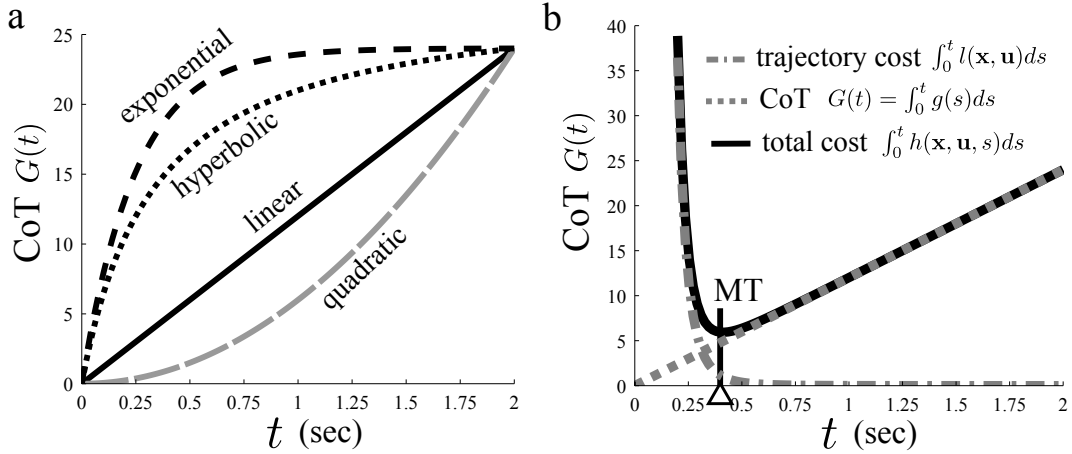 a
CoT G(t)
25
20
15
10
5
0
exponential
hyperbolic
linear
quadratic
0 0.25 0.5 0.75 1 1.25 1.5 1.75 2
t (sec)
b
CoT G(t)
40
35
30
25
20
15
10
5
0
trajectory cost ∫₀ᵗ l(x, u)ds
CoT G(t) = ∫₀ᵗ g(s)ds
total cost ∫₀ᵗ h(x, u, s)ds
MT
0 0.25 0.5 0.75 1 1.25 1.5 1.75 2
t (sec)